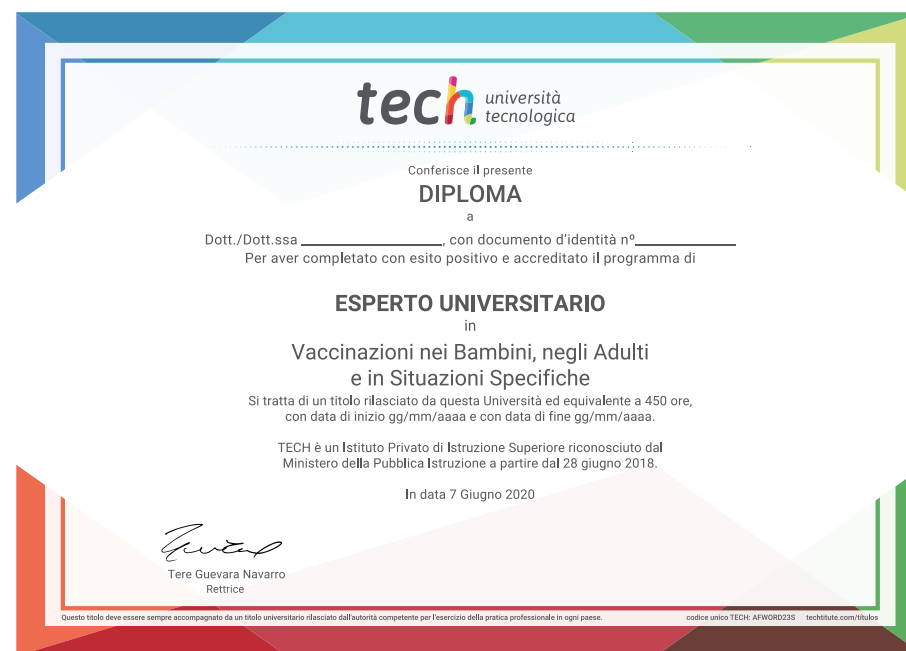 tech università
tecnologica
Conferisce il presente
DIPLOMA
a
Dott./Dott.ssa ____________________, con documento d'identità nº______________
Per aver completato con esito positivo e accreditato il programma di
ESPERTO UNIVERSITARIO
in
Vaccinazioni nei Bambini, negli Adulti
e in Situazioni Specifiche
Si tratta di un titolo rilasciato da questa Università ed equivalente a 450 ore,
con data di inizio gg/mm/aaaa e con data di fine gg/mm/aaaa.
TECH è un Istituto Privato di Istruzione Superiore riconosciuto dal
Ministero della Pubblica Istruzione a partire dal 28 giugno 2018.
In data 7 Giugno 2020
Tere Guevara Navarro
Rettrice
Questo titolo deve essere sempre accompagnato da un titolo universitario rilasciato dall'autorità competente per l'esercizio della pratica professionale in ogni paese. codice unico TECH: AFWORD23S techtitute.com/titulos